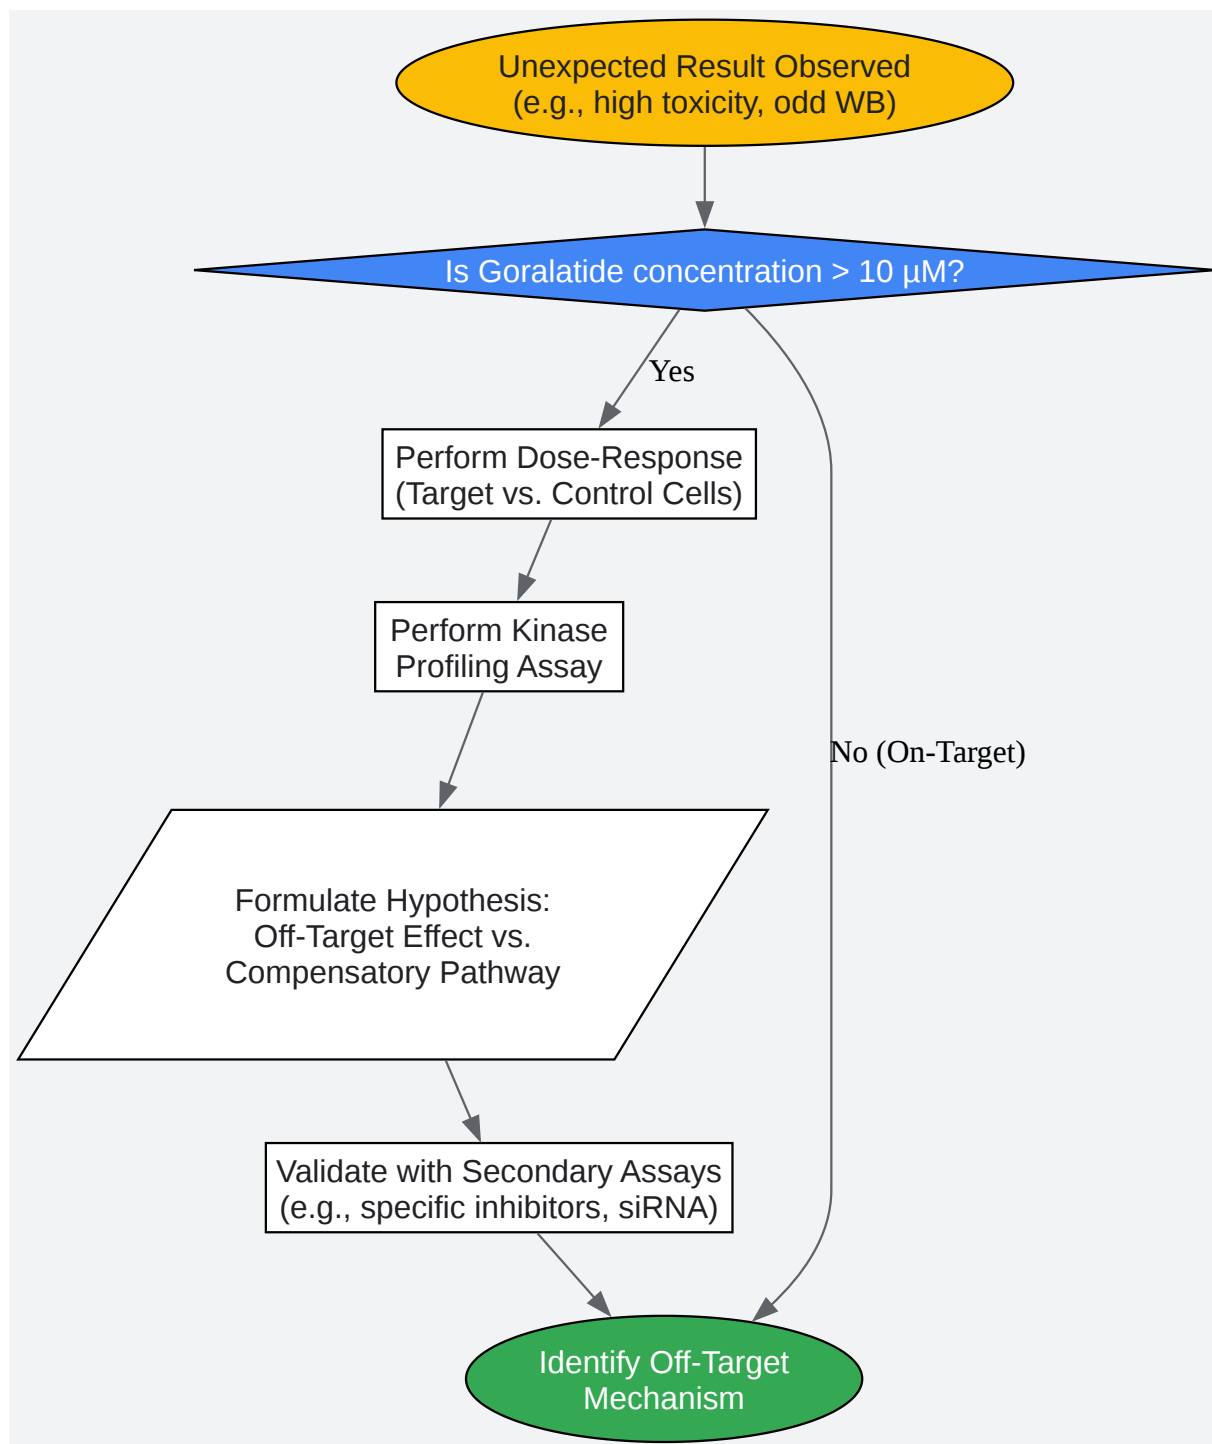 Unexpected Result Observed
(e.g., high toxicity, odd WB)
Is Goralatide concentration > 10 µM?
Yes
Perform Dose-Response
(Target vs. Control Cells)
Perform Kinase
Profiling Assay
No (On-Target)
Formulate Hypothesis:
Off-Target Effect vs.
Compensatory Pathway
Validate with Secondary Assays
(e.g., specific inhibitors, siRNA)
Identify Off-Target
Mechanism